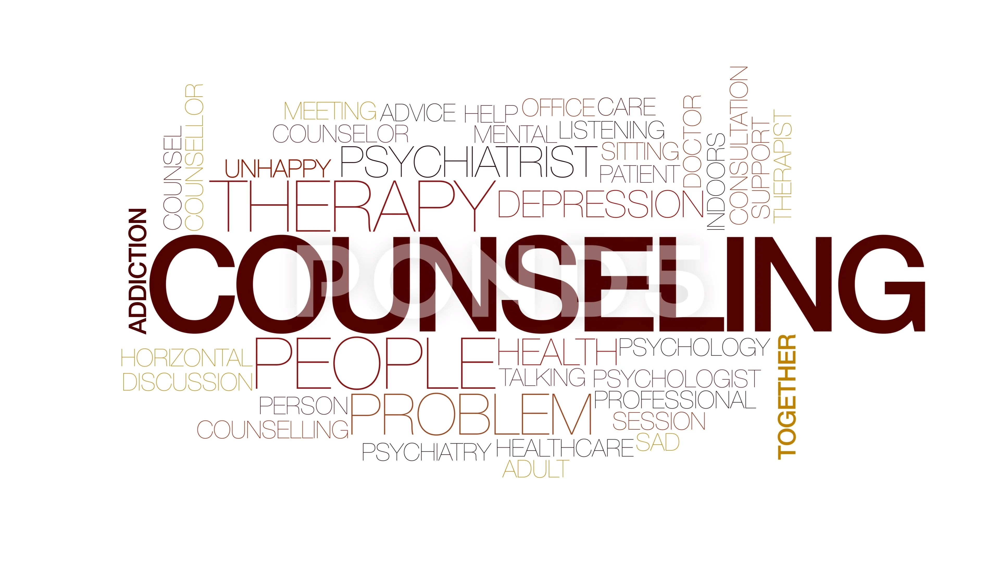 MEETING ADVICE HELP OFFICE CARE
COUNSELOR MENTAL LISTENING
UNHAPPY PSYCHIATRIST SITTING
PATIENT
COUNSEL
COUNSELLOR
DOCTOR
INDOORS
CONSULTATION
SUPPORT
THERAPIST
THERAPY DEPRESSION
ADDICTION
COUNSELING
POND5
HORIZONTAL PEOPLE HEALTH PSYCHOLOGY
DISCUSSION TALKING PSYCHOLOGIST
TOGETHER
PERSON PROBLEM PROFESSIONAL
COUNSELLING SESSION
PSYCHIATRY HEALTHCARE SAD
ADULT